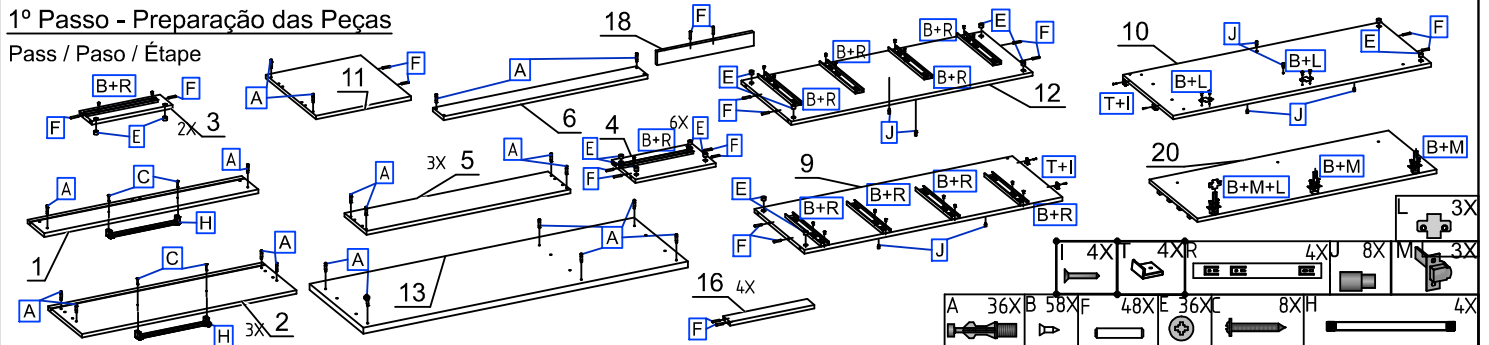 1º Passo - Preparação das Peças
Pass / Paso / Étape
B+R
F
F
E
2X 3
A
11
F
A
6
18
F
B+R
B+R
B+R
B+R
E
F
E
F
J
12
10
J
F
E
B+L
B+L
T+I
J
A
C
A
H
1
3X 5
A
A
4
B+R
6X
E
E
F
F
9
B+R
B+R
B+R
B+R
T+I
E
F
J
20
B+M
B+M
B+M+L
C
A
A
H
3X 2
A
A
13
16 4X
F
L 3X
I 4X
T 4X
R 4X
J 8X
M 3X
A 36X
B 58X
F 48X
E 36X
C 8X
H 4X